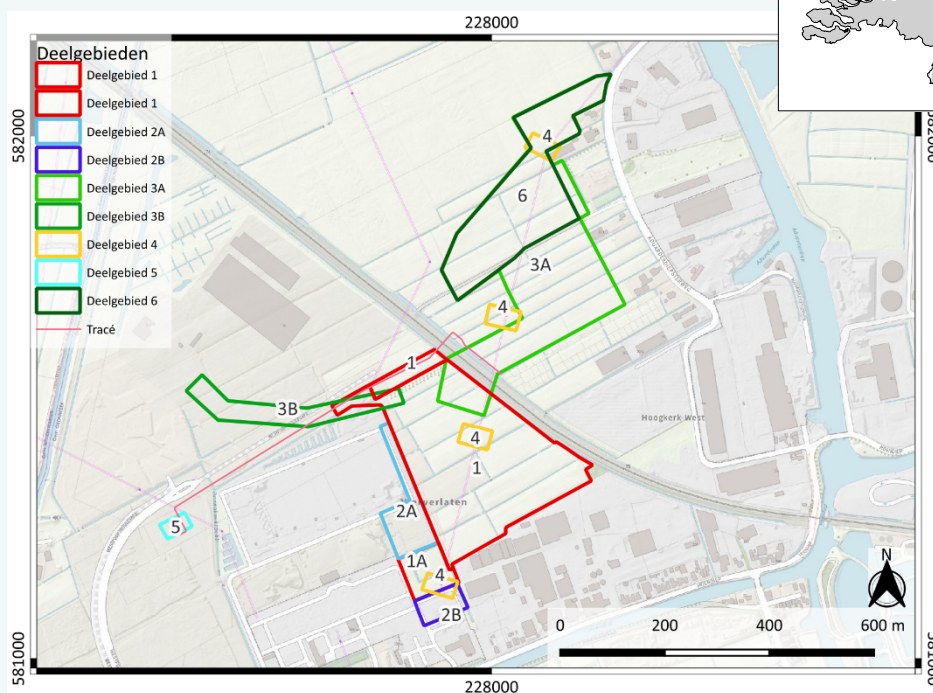 228000
Deelgebieden
Deelgebied 1
Deelgebied 1
Deelgebied 2A
Deelgebied 2B
Deelgebied 3A
Deelgebied 3B
Deelgebied 4
Deelgebied 5
Deelgebied 6
Tracé
582000
582000
4
6
3A
4
1
3B
4
1
Hoogkerk-West
2A
5
1A
4
2B
N
0
200
400
600 m
581000
581000
228000